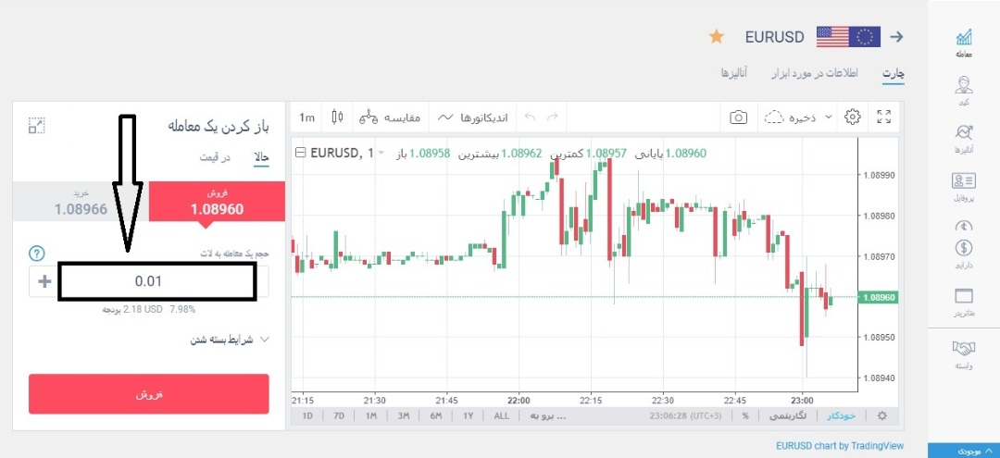 EURUSD
چارت
اطلاعات در مورد ابزار
آنالیزها
معامله
کپی
آنالیزها
پروفایل
دارایی
متاتریدر
وابسته
موجودی
باز کردن یک معامله
حالا
در قیمت
فروش
1.08960
خرید
1.08966
حجم یک معامله به لات
?
+
0.01
بودجه 2.18 USD 7.98%
شرایط بسته شدن
فروش
1m
مقایسه
اندیکاتورها
ذخیره
EURUSD, 1
باز 1.08958 بیشترین 1.08962 کمترین 1.08957 پایانی 1.08960
1.08990
1.08980
1.08970
1.08960
1.08950
1.08940
21:15 21:30 21:45 22:00 22:15 22:30 22:45 23:00
1D 7D 1M 3M 6M 1Y ALL برو به ... 23:06:28 (UTC+3) % لگاریتمی خودکار
EURUSD chart by TradingView